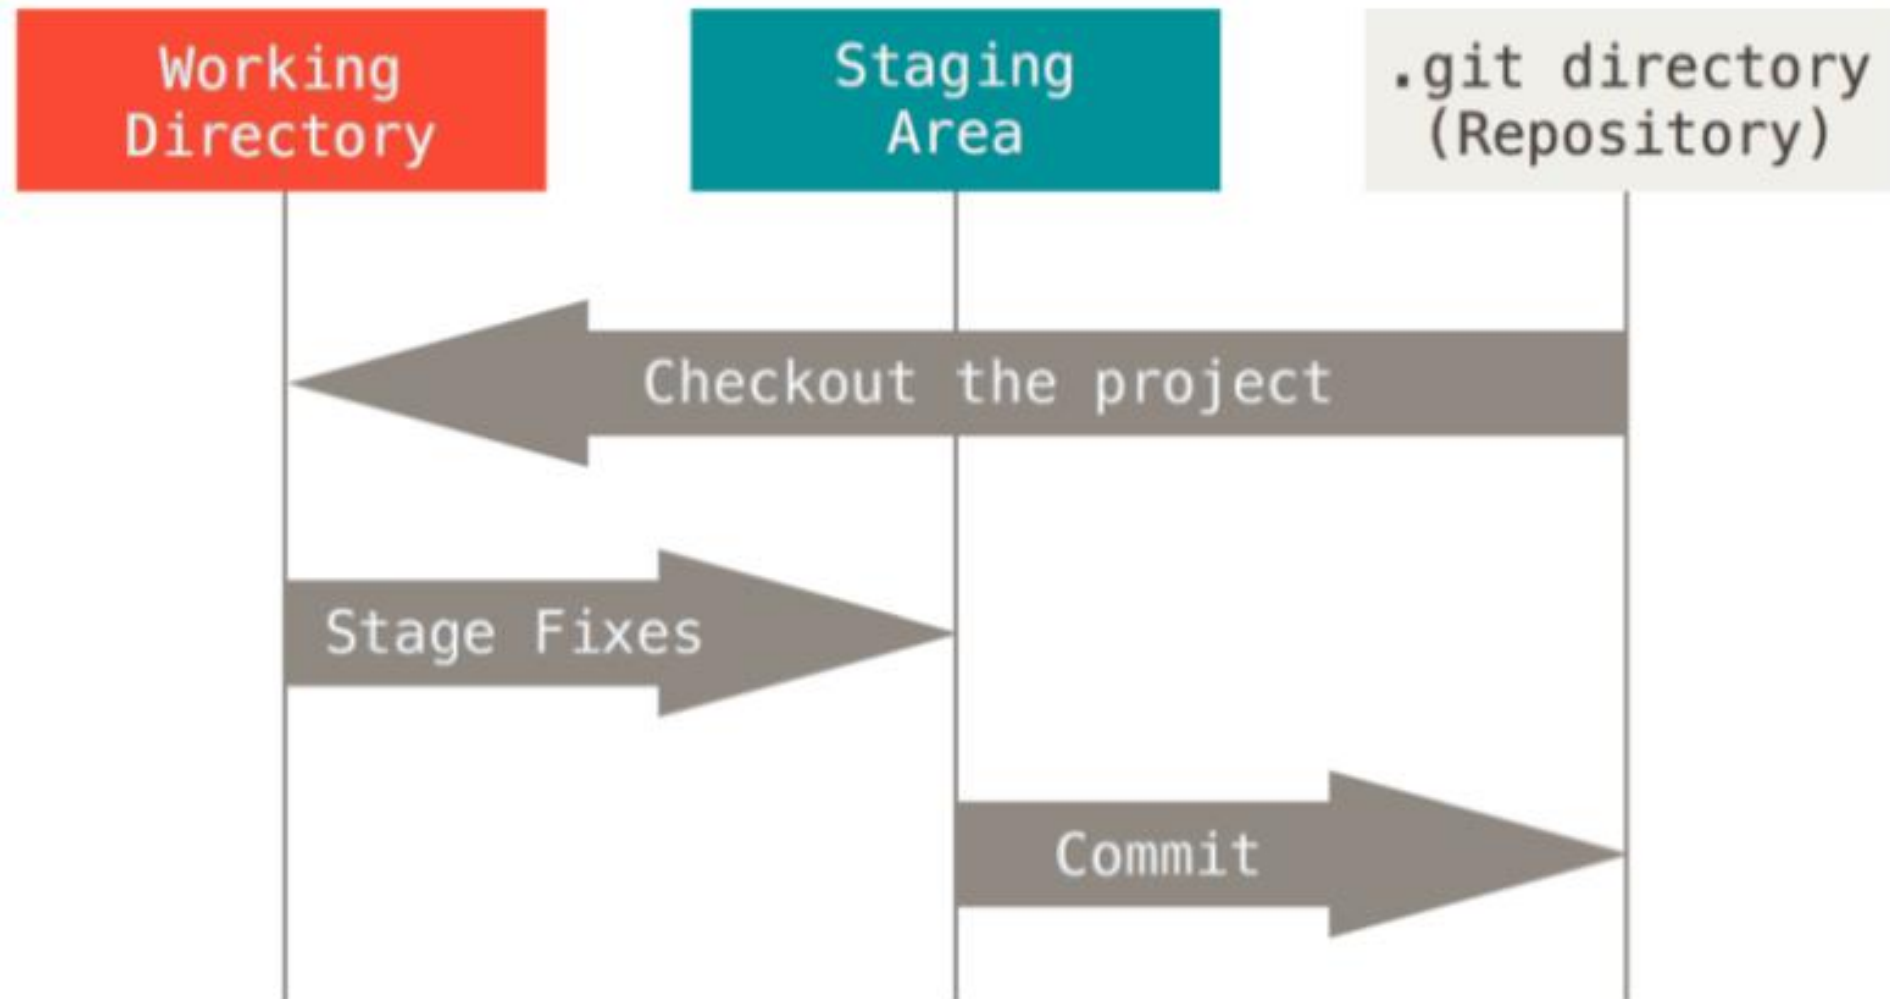 Working
Directory
Staging
Area
.git directory
(Repository)
Checkout the project
Stage Fixes
Commit